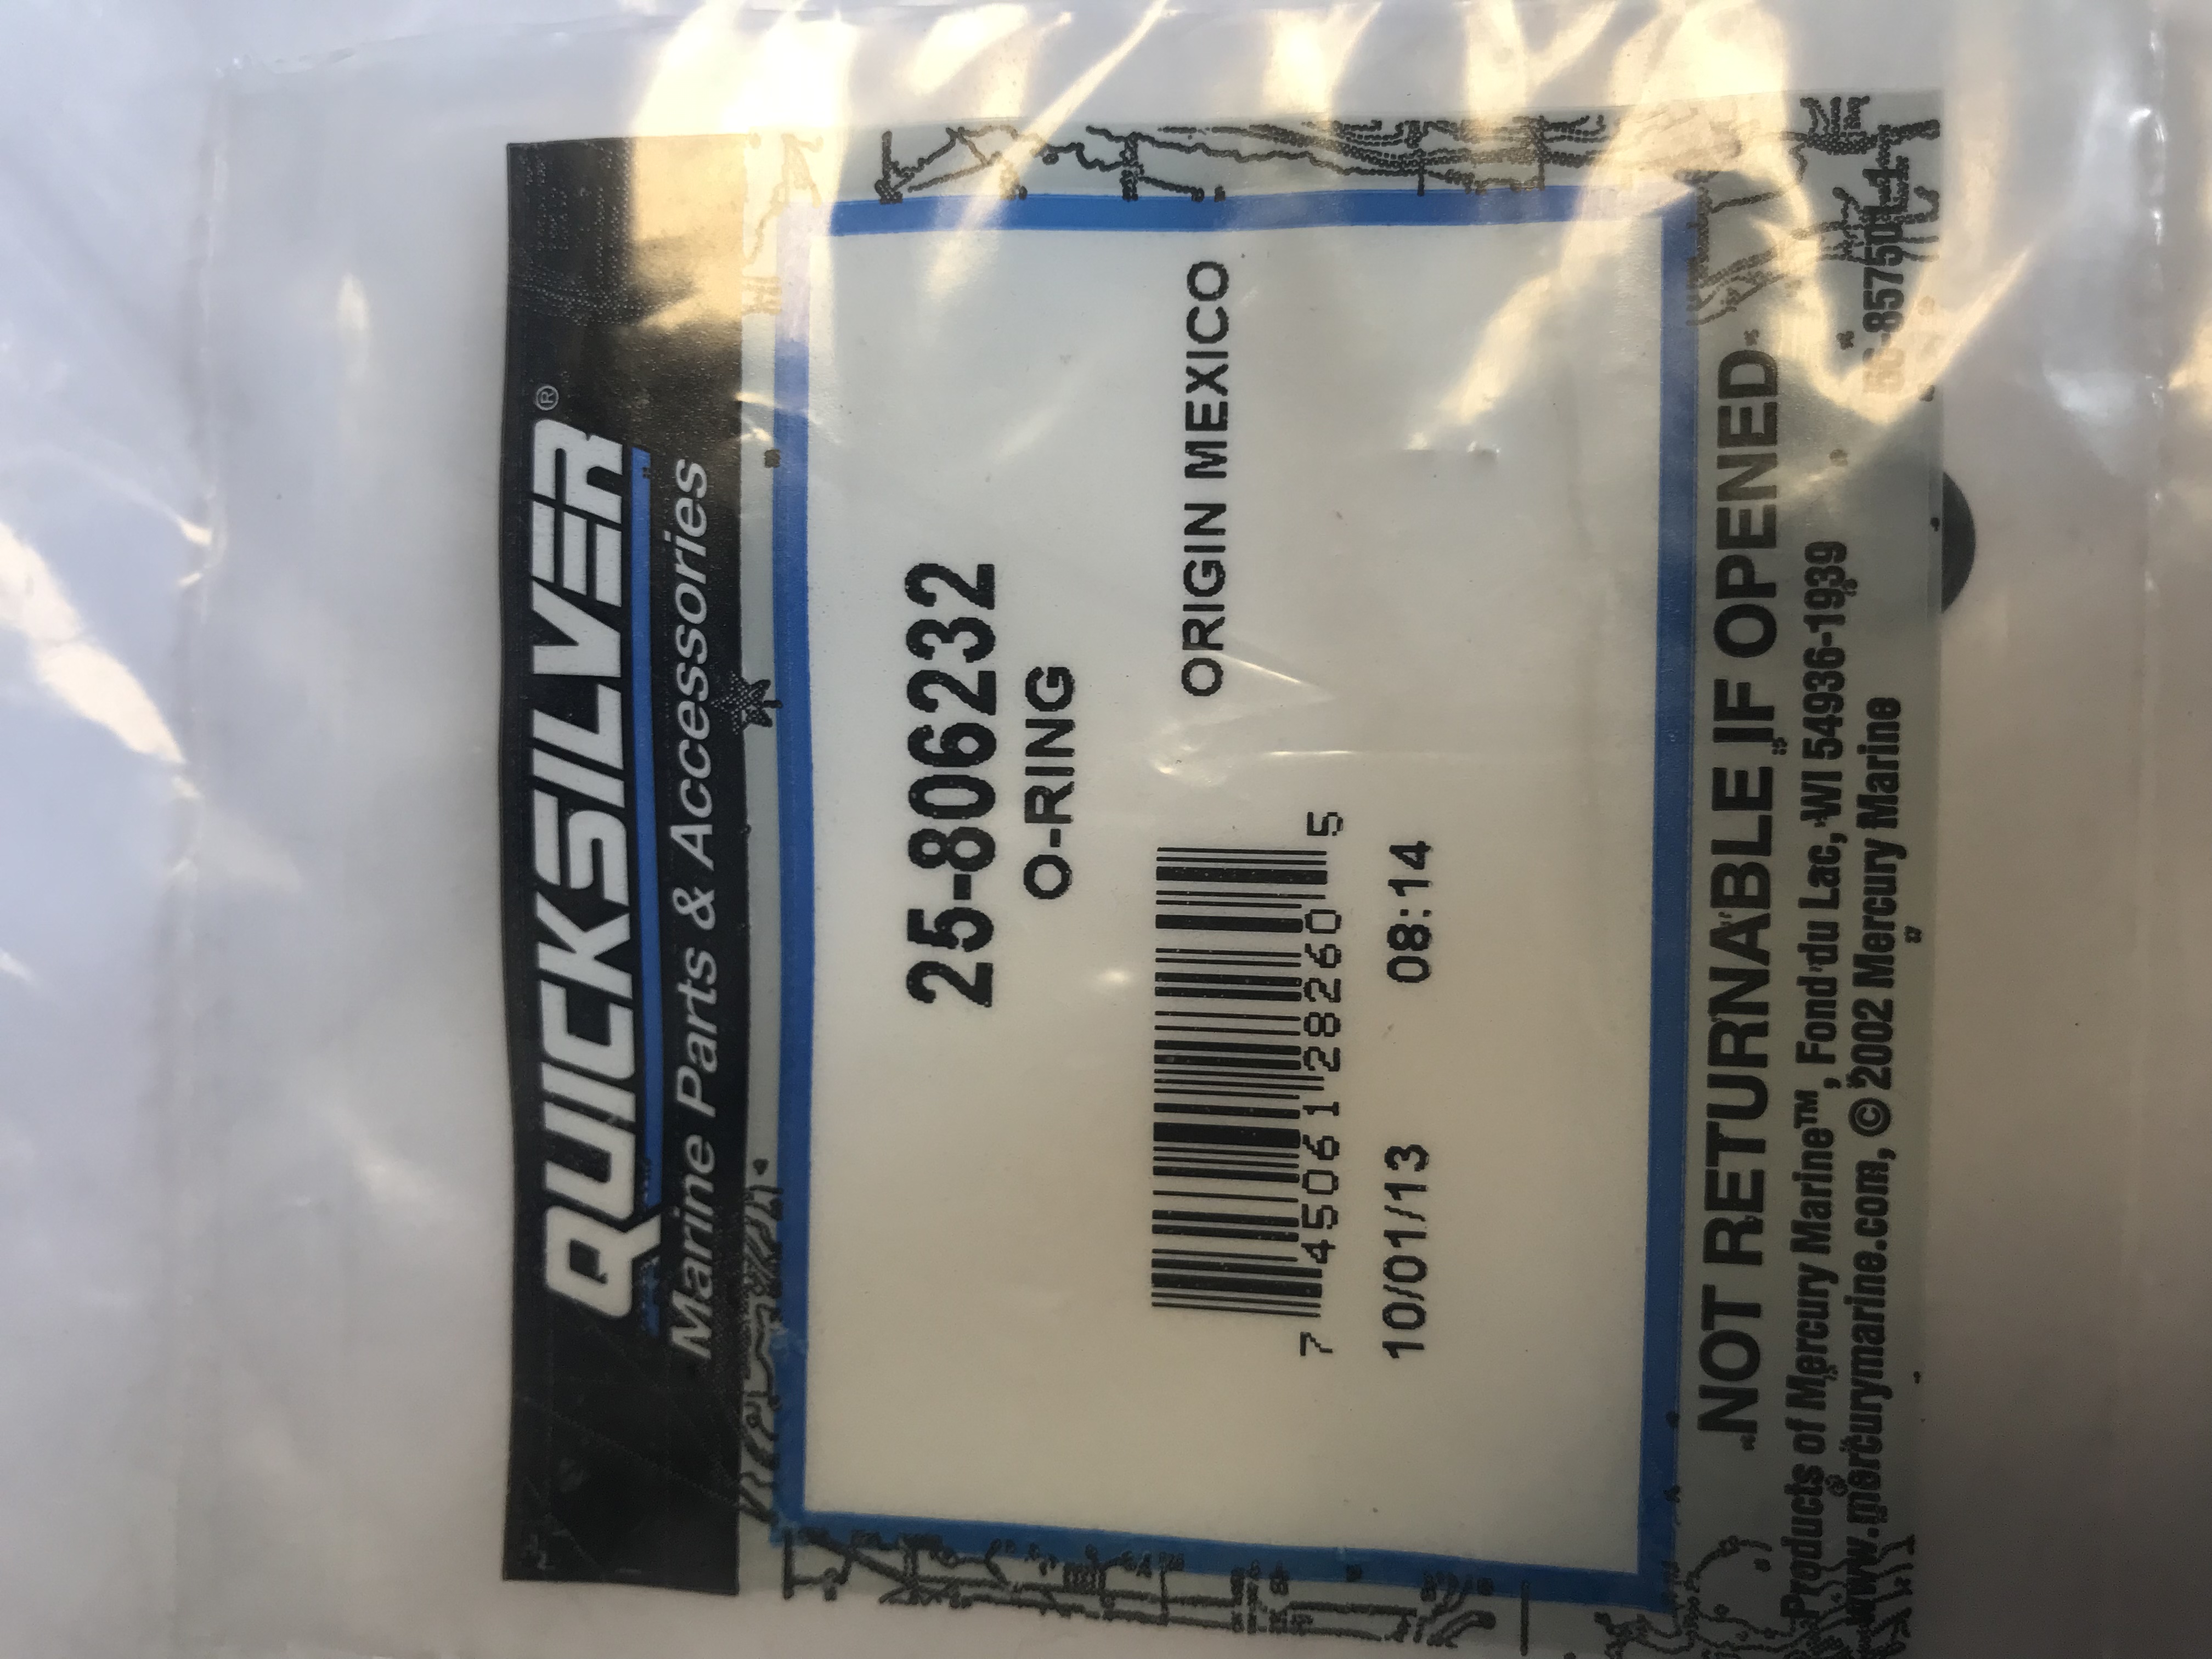 QUICKSILVER®
Marine Parts & Accessories
25-806232
O-RING
ORIGIN MEXICO
7 45061 28260 5
10/01/13 08:14
NOT RETURNABLE IF OPENED
Products of Mercury Marine™, Fond du Lac, WI 54936-1939
www.mercurymarine.com, © 2002 Mercury Marine